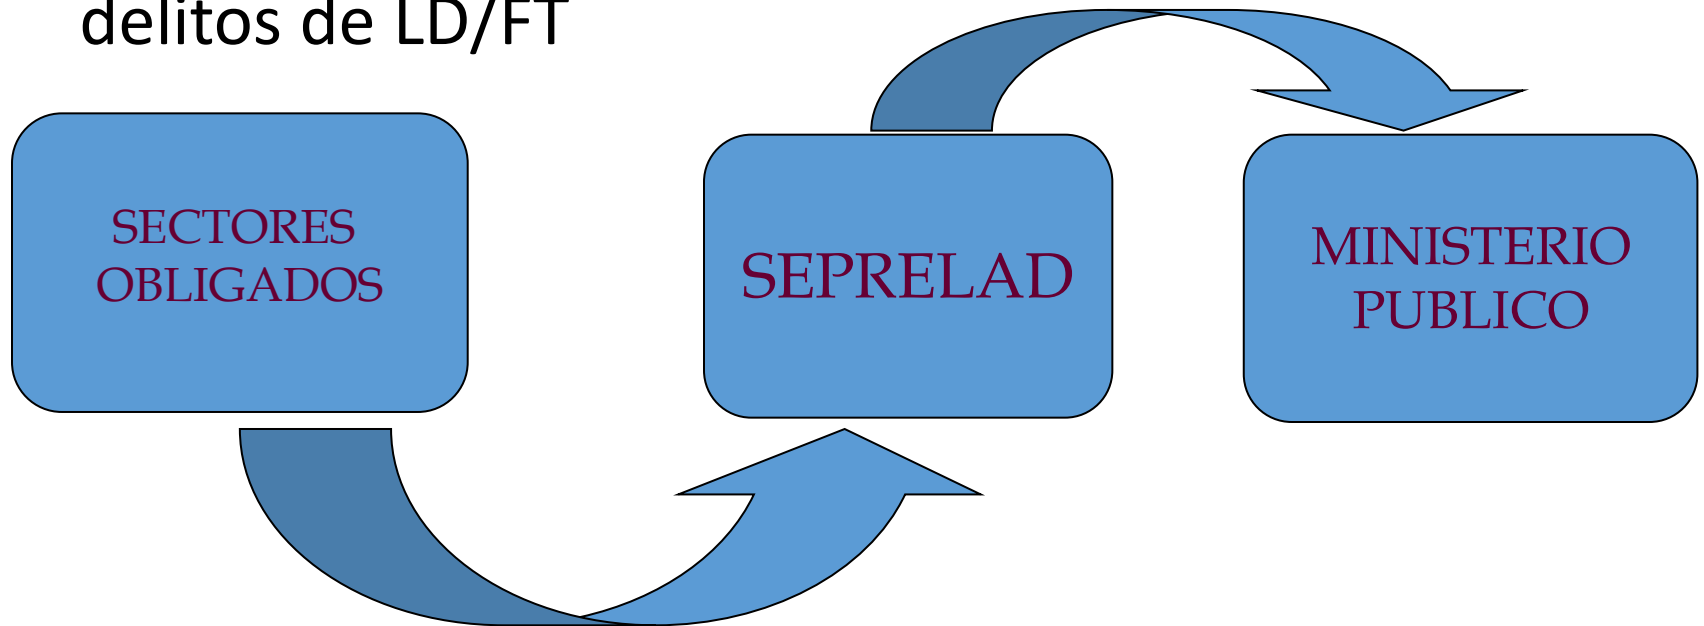 delitos de LD/FT
SECTORES
OBLIGADOS
SEPRELAD
MINISTERIO
PUBLICO